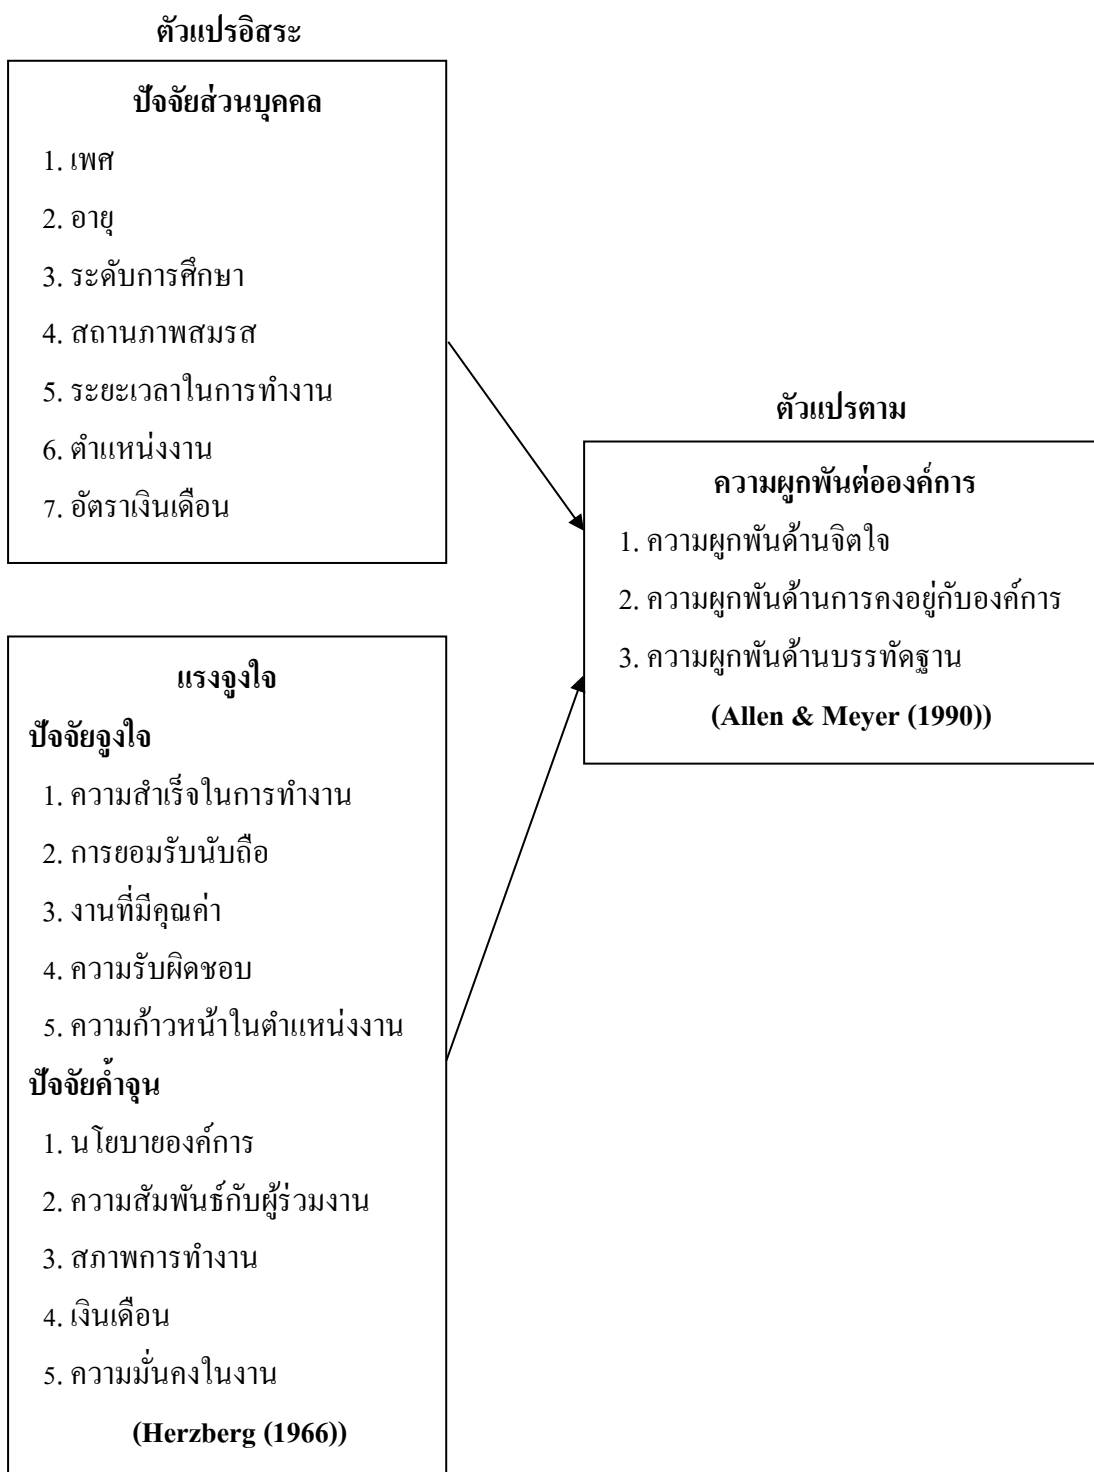 ตัวแปรอิสระ
ปัจจัยส่วนบุคคล
1. เพศ
2. อายุ
3. ระดับการศึกษา
4. สถานภาพสมรส
5. ระยะเวลาในการทำงาน
6. ตำแหน่งงาน
7. อัตราเงินเดือน
แรงจูงใจ
ปัจจัยจูงใจ
1. ความสำเร็จในการทำงาน
2. การยอมรับนับถือ
3. งานที่มีคุณค่า
4. ความรับผิดชอบ
5. ความก้าวหน้าในตำแหน่งงาน
ปัจจัยค้ำจุน
1. นโยบายองค์การ
2. ความสัมพันธ์กับผู้ร่วมงาน
3. สภาพการทำงาน
4. เงินเดือน
5. ความมั่นคงในงาน
(Herzberg (1966))
ตัวแปรตาม
ความผูกพันต่อองค์การ
1. ความผูกพันด้านจิตใจ
2. ความผูกพันด้านการคงอยู่กับองค์การ
3. ความผูกพันด้านบรรทัดฐาน
(Allen & Meyer (1990))